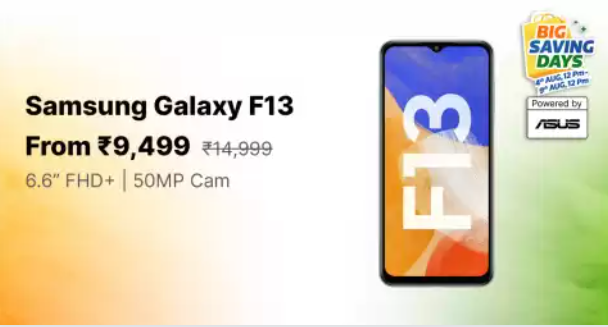 Samsung Galaxy F13
From ₹9,499 ₹14,999
6.6" FHD+ | 50MP Cam
F13
BIG
SAVING
DAYS
4th AUG, 12 Pm-
9th AUG, 12 Pm
Powered by
ASUS